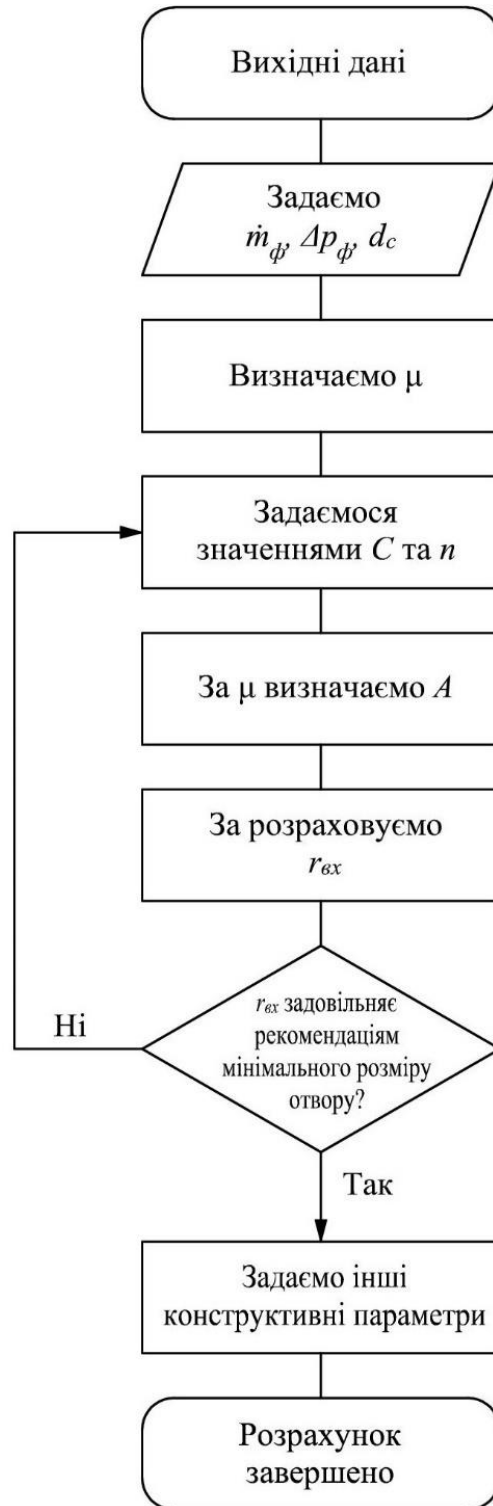 Вихідні дані
Задаємо
ṁф, Δpф, dc
Визначаємо μ
Задаємося
значеннями C та n
За μ визначаємо A
За розраховуємо
rвх
rвх задовільняє
рекомендаціям
мінімального розміру
отвору?
Ні
Так
Задаємо інші
конструктивні параметри
Розрахунок
завершено